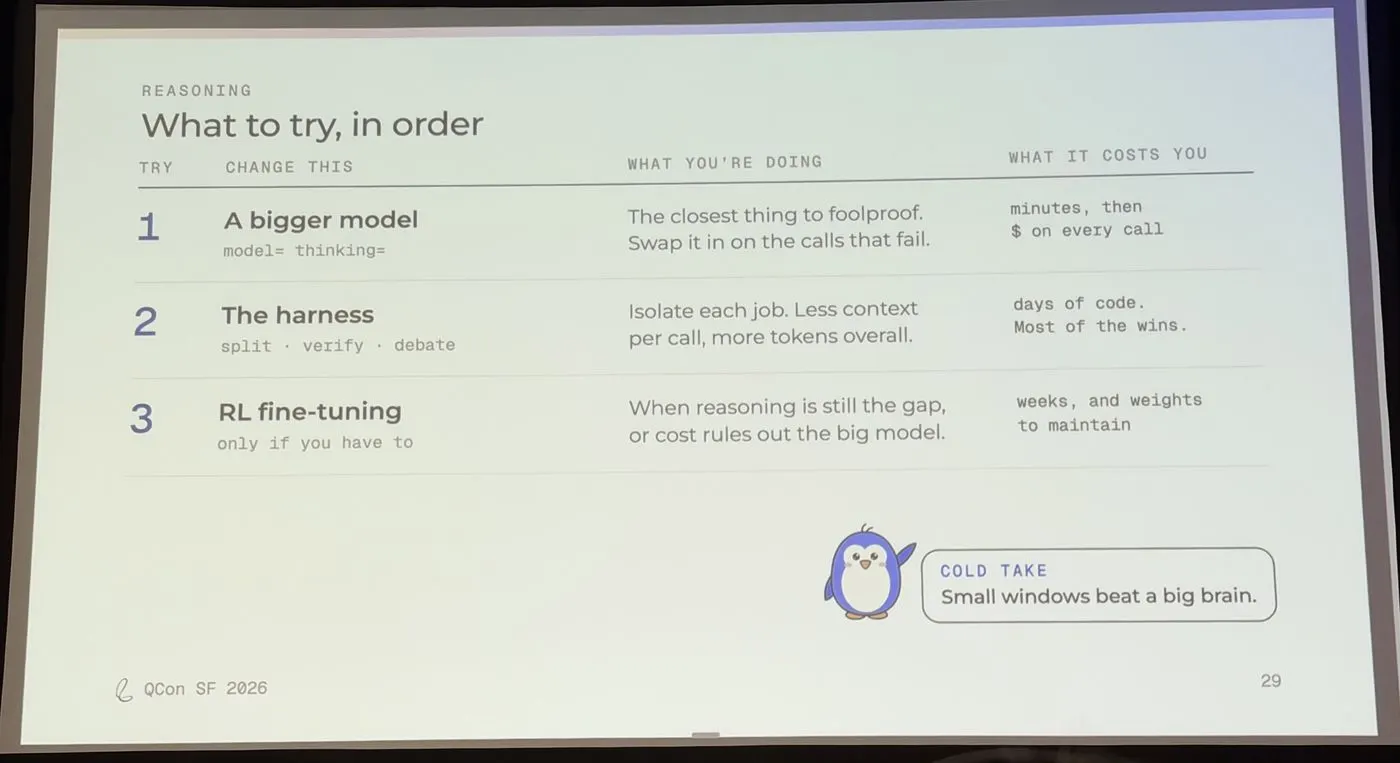 REASONING
What to try, in order
TRY CHANGE THIS WHAT YOU'RE DOING WHAT IT COSTS YOU
1 A bigger model
model= thinking=
The closest thing to foolproof.
Swap it in on the calls that fail.
minutes, then
$ on every call
2 The harness
split · verify · debate
Isolate each job. Less context
per call, more tokens overall.
days of code.
Most of the wins.
3 RL fine-tuning
only if you have to
When reasoning is still the gap,
or cost rules out the big model.
weeks, and weights
to maintain
COLD TAKE
Small windows beat a big brain.
QCon SF 2026
29